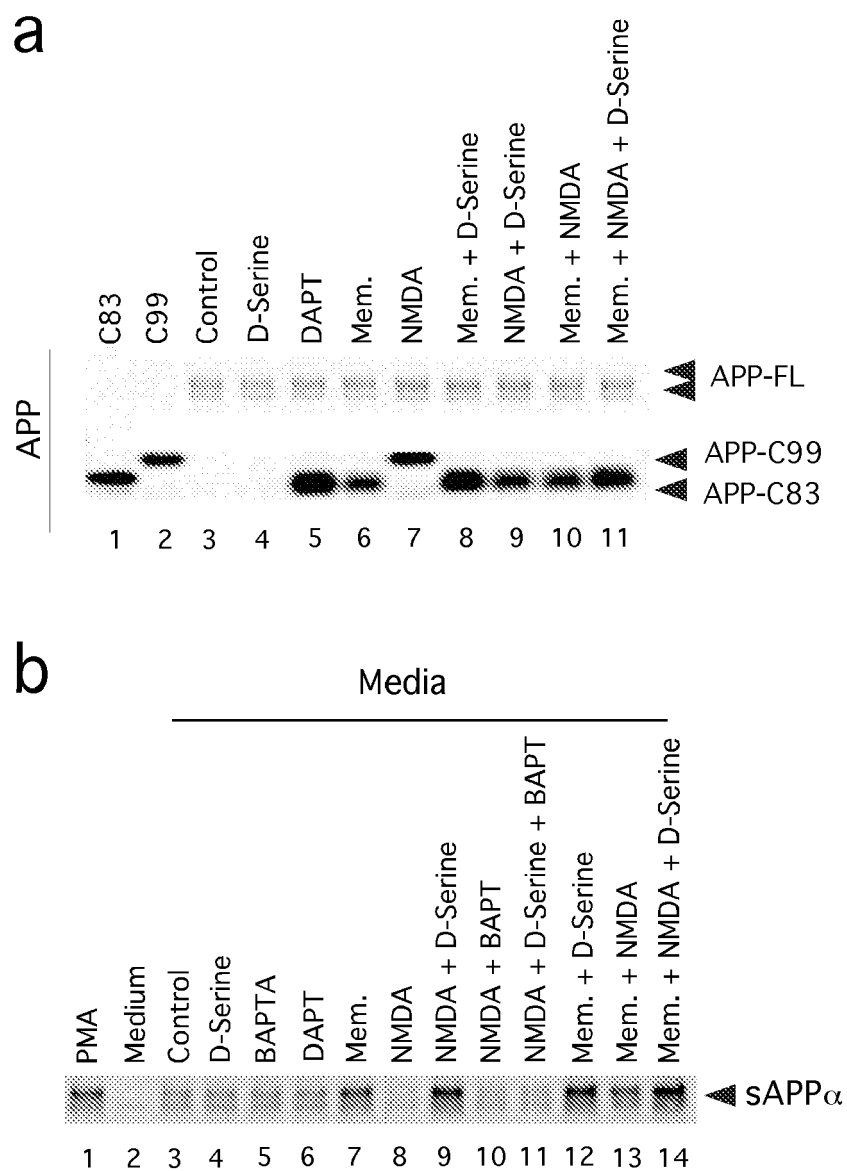 a
C83
C99
Control
D-Serine
DAPT
Mem.
NMDA
Mem. + D-Serine
NMDA + D-Serine
Mem. + NMDA
Mem. + NMDA + D-Serine
APP
APP-FL
APP-C99
APP-C83
1 2 3 4 5 6 7 8 9 10 11
b
Media
PMA
Medium
Control
D-Serine
BAPTA
DAPT
Mem.
NMDA
NMDA + D-Serine
NMDA + BAPT
NMDA + D-Serine + BAPT
Mem. + D-Serine
Mem. + NMDA
Mem. + NMDA + D-Serine
sAPPα
1 2 3 4 5 6 7 8 9 10 11 12 13 14